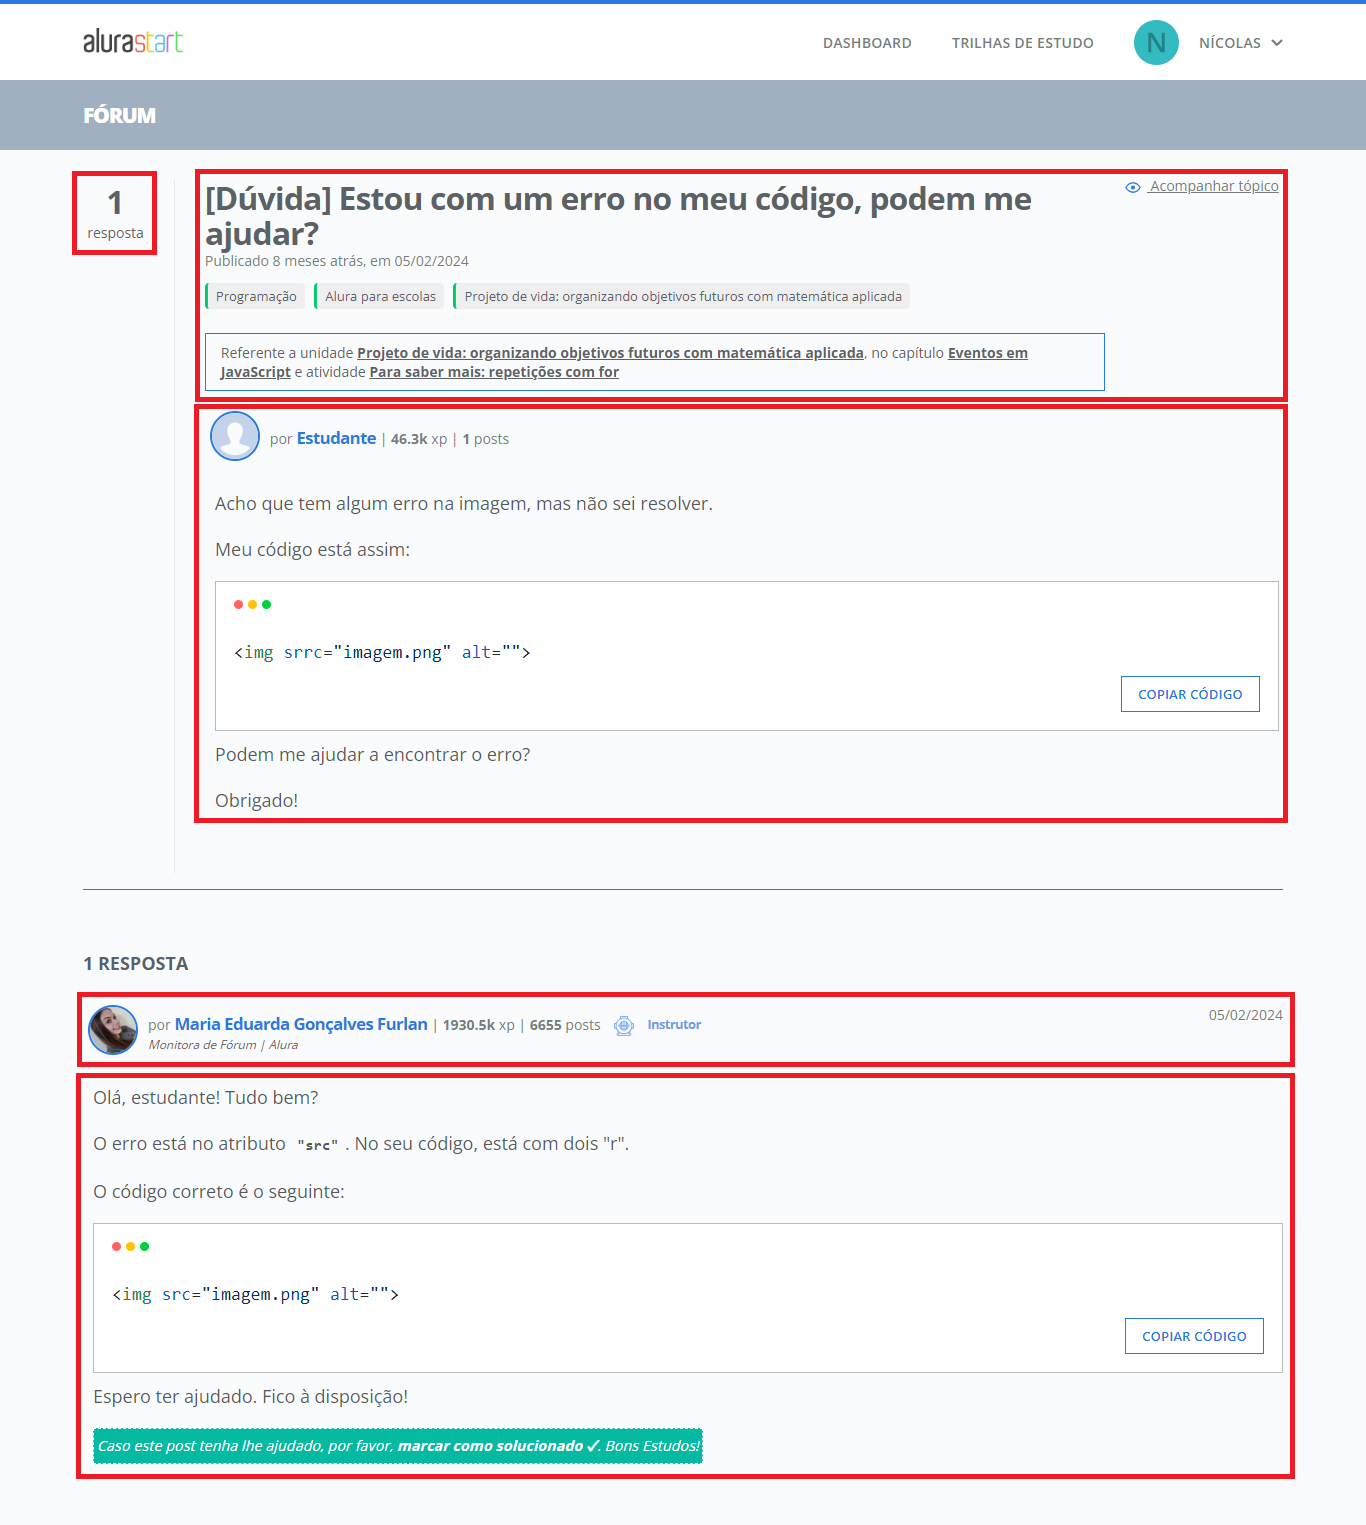 alurastart
DASHBOARD
TRILHAS DE ESTUDO
N
NÍCOLAS
FÓRUM
1
resposta
[Dúvida] Estou com um erro no meu código, podem me
ajudar?
Acompanhar tópico
Publicado 8 meses atrás, em 05/02/2024
Programação
Alura para escolas
Projeto de vida: organizando objetivos futuros com matemática aplicada
Referente a unidade Projeto de vida: organizando objetivos futuros com matemática aplicada, no capítulo Eventos em
JavaScript e atividade Para saber mais: repetições com for
por Estudante | 46.3k xp | 1 posts
Acho que tem algum erro na imagem, mas não sei resolver.
Meu código está assim:
<img srrc="imagem.png" alt="">
COPIAR CÓDIGO
Podem me ajudar a encontrar o erro?
Obrigado!
1 RESPOSTA
por Maria Eduarda Gonçalves Furlan | 1930.5k xp | 6655 posts Instrutor
05/02/2024
Monitora de Fórum | Alura
Olá, estudante! Tudo bem?
O erro está no atributo "src" . No seu código, está com dois "r".
O código correto é o seguinte:
<img src="imagem.png" alt="">
COPIAR CÓDIGO
Espero ter ajudado. Fico à disposição!
Caso este post tenha lhe ajudado, por favor, marcar como solucionado ✓. Bons Estudos!